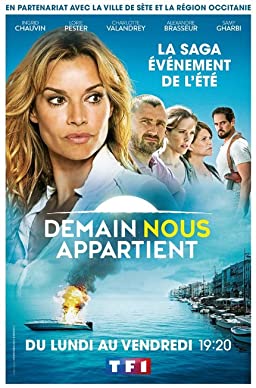 EN PARTENARIAT AVEC LA VILLE DE SÈTE ET LA RÉGION OCCITANIE
INGRID CHAUVIN
LORIE PESTER
CHARLOTTE VALANDREY
ALEXANDRE BRASSEUR
SAMY GHARBI
LA SAGA
ÉVÉNEMENT
DE L'ÉTÉ
DEMAIN NOUS
APPARTIENT
DU LUNDI AU VENDREDI 19:20
TF1